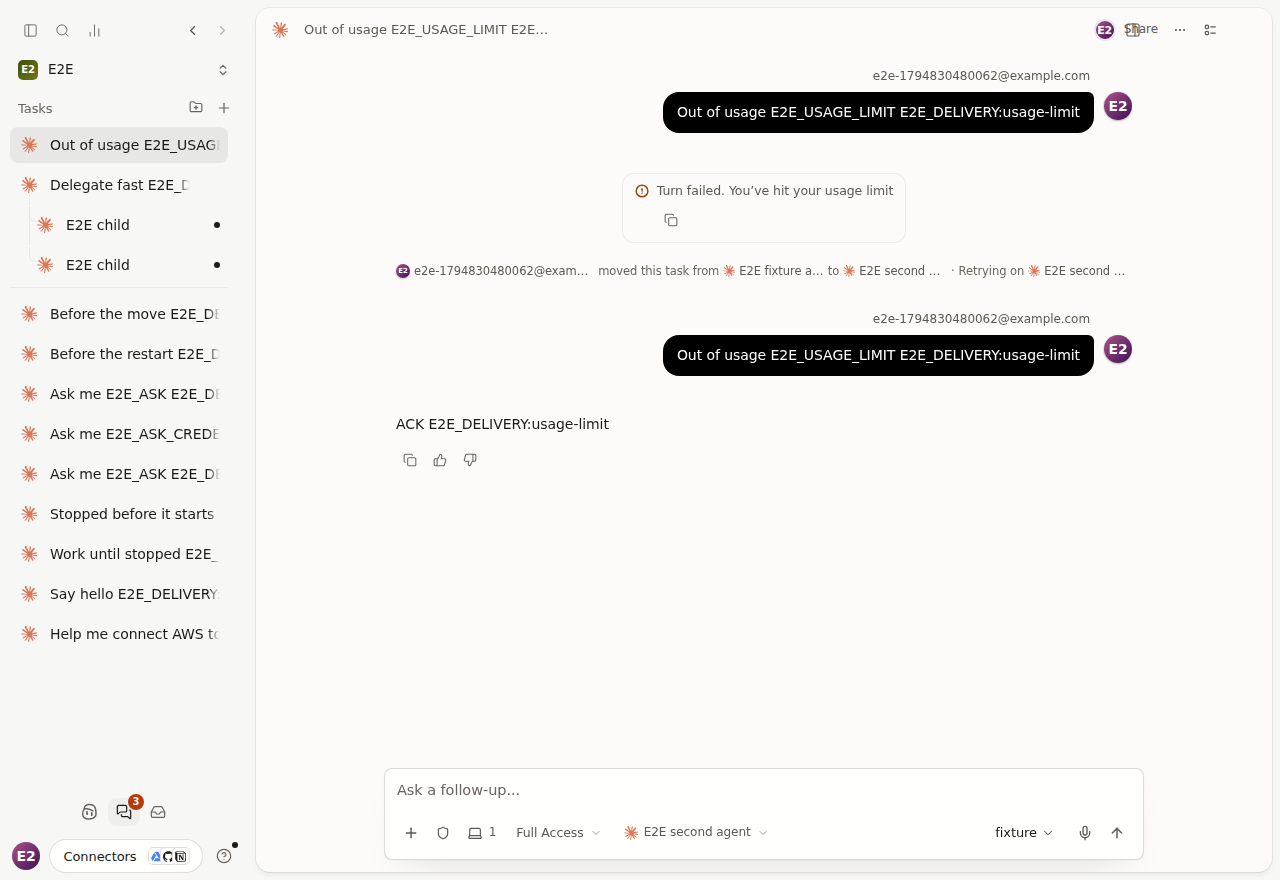 Out of usage E2E_USAGE_LIMIT E2E…
E2
Share
E2 E2E
Tasks
Out of usage E2E_USAG
Delegate fast E2E_D
E2E child
E2E child
Before the move E2E_DE
Before the restart E2E_D
Ask me E2E_ASK E2E_DE
Ask me E2E_ASK_CREDE
Ask me E2E_ASK E2E_DE
Stopped before it starts
Work until stopped E2E_
Say hello E2E_DELIVERY:
Help me connect AWS to
3
E2 Connectors
e2e-1794830480062@example.com
Out of usage E2E_USAGE_LIMIT E2E_DELIVERY:usage-limit E2
Turn failed. You’ve hit your usage limit
E2 e2e-1794830480062@exam… moved this task from E2E fixture a… to E2E second … · Retrying on E2E second …
e2e-1794830480062@example.com
Out of usage E2E_USAGE_LIMIT E2E_DELIVERY:usage-limit E2
ACK E2E_DELIVERY:usage-limit
Ask a follow-up...
1 Full Access E2E second agent fixture